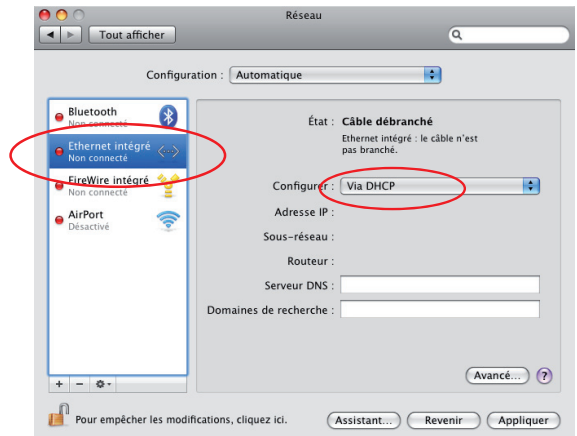 Réseau
Tout afficher
Configuration : Automatique
Bluetooth
Non connecté
Ethernet intégré
Non connecté
FireWire intégré
Non connecté
AirPort
Désactivé
État : Câble débranché
Ethernet intégré : le câble n'est
pas branché.
Configurer : Via DHCP
Adresse IP :
Sous-réseau :
Routeur :
Serveur DNS :
Domaines de recherche :
Avancé... ?
+ −
Pour empêcher les modifications, cliquez ici.
Assistant... Revenir Appliquer